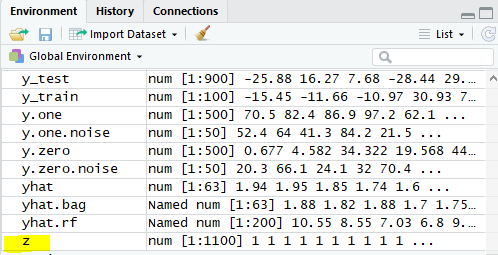 Environment History Connections
Import Dataset List
Global Environment
y_test num [1:900] -25.88 16.27 7.68 -28.44 29...
y_train num [1:100] -15.45 -11.66 -10.97 30.93 7...
y.one num [1:500] 70.5 82.4 86.9 97.2 62.1 ...
y.one.noise num [1:50] 52.4 64 41.3 84.2 21.5 ...
y.zero num [1:500] 0.677 4.582 34.322 19.568 44...
y.zero.noise num [1:50] 20.3 66.1 24.1 32 70.4 ...
yhat num [1:63] 1.94 1.95 1.85 1.74 1.6 ...
yhat.bag Named num [1:63] 1.88 1.82 1.88 1.7 1.75...
yhat.rf Named num [1:200] 10.55 8.55 7.03 6.8 9...
z num [1:1100] 1 1 1 1 1 1 1 1 1 1 ...